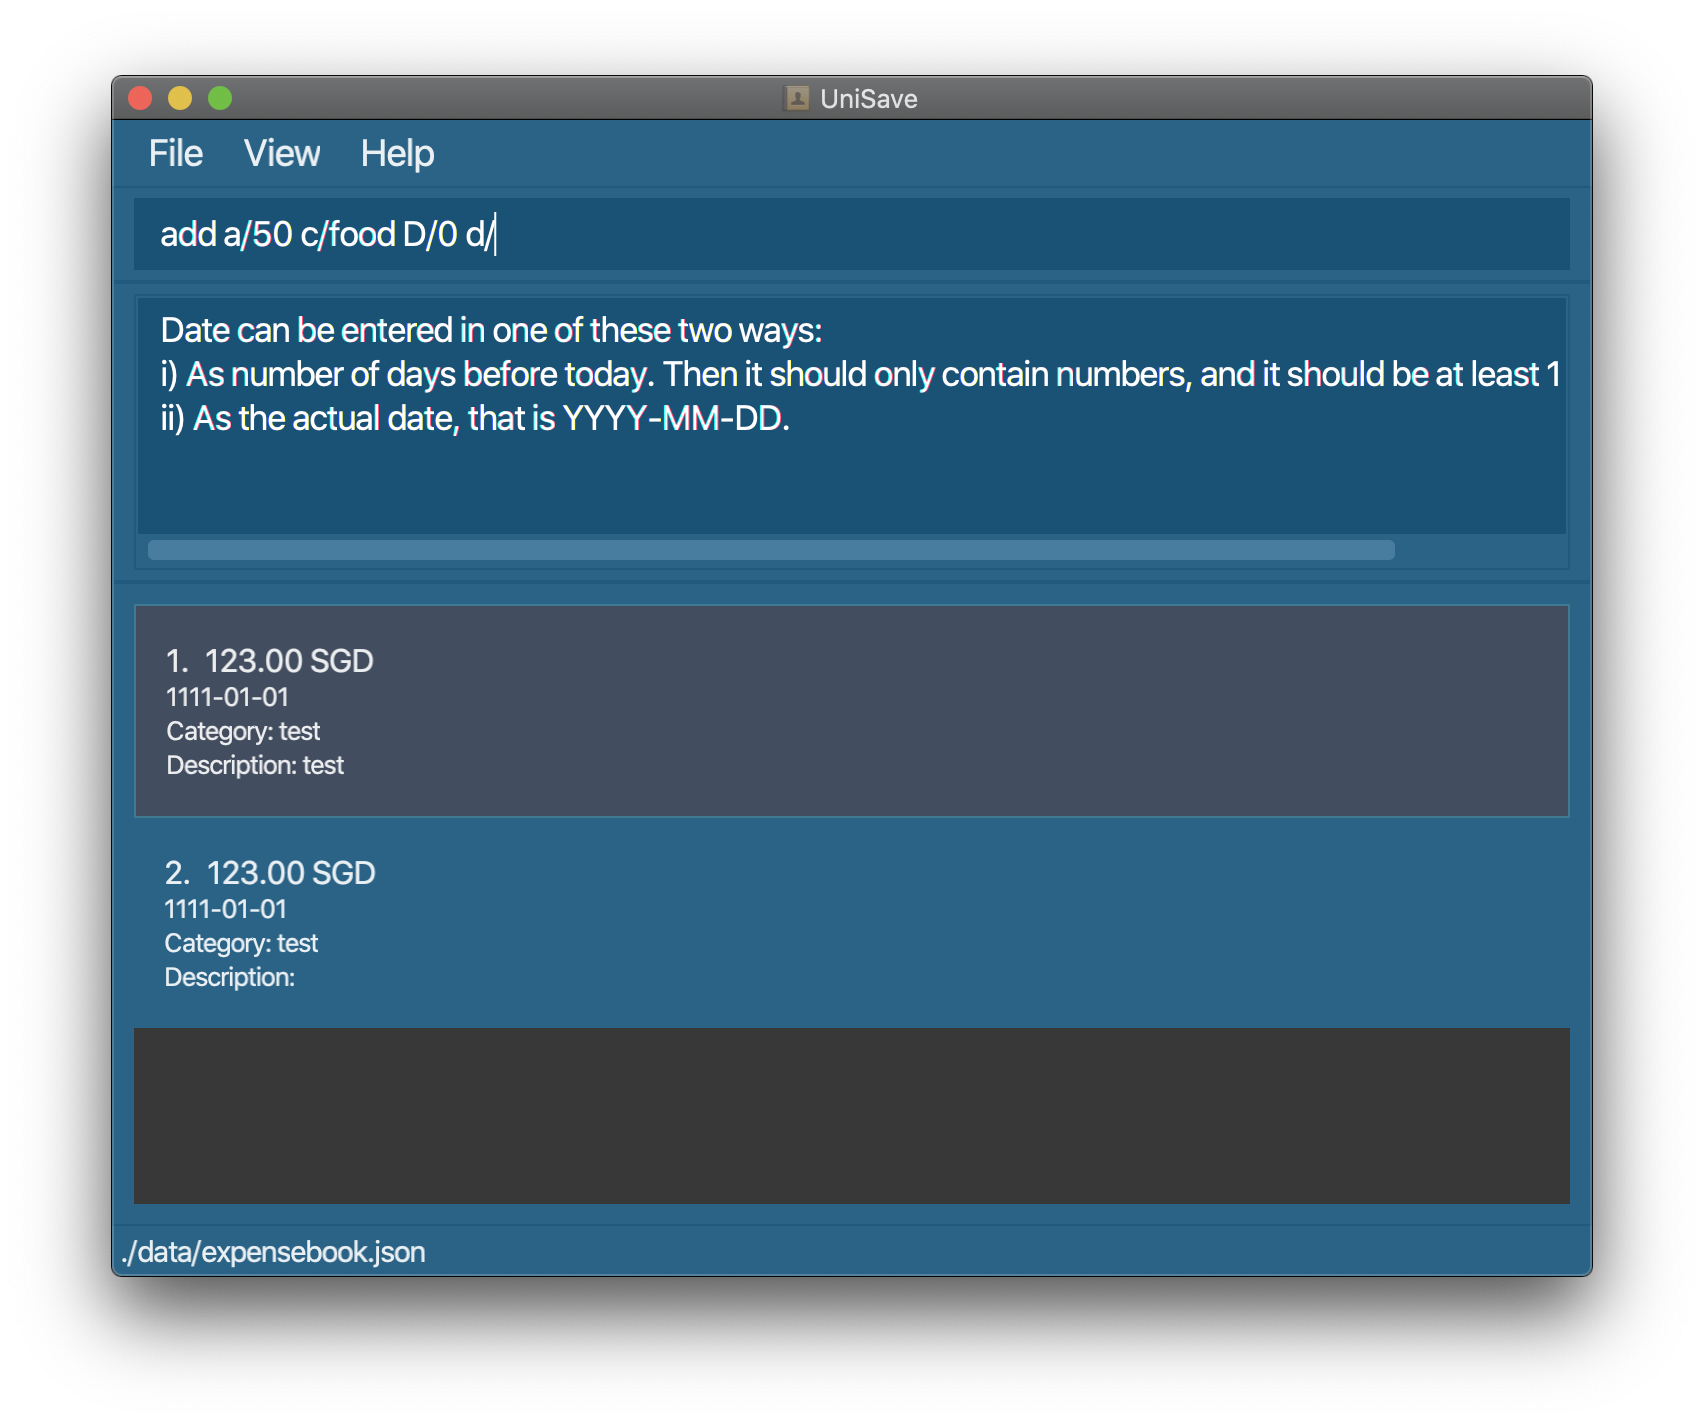 UniSave
File View Help
add a/50 c/food D/0 d/
Date can be entered in one of these two ways:
i) As number of days before today. Then it should only contain numbers, and it should be at least 1
ii) As the actual date, that is YYYY-MM-DD.
1. 123.00 SGD
1111-01-01
Category: test
Description: test
2. 123.00 SGD
1111-01-01
Category: test
Description:
./data/expensebook.json